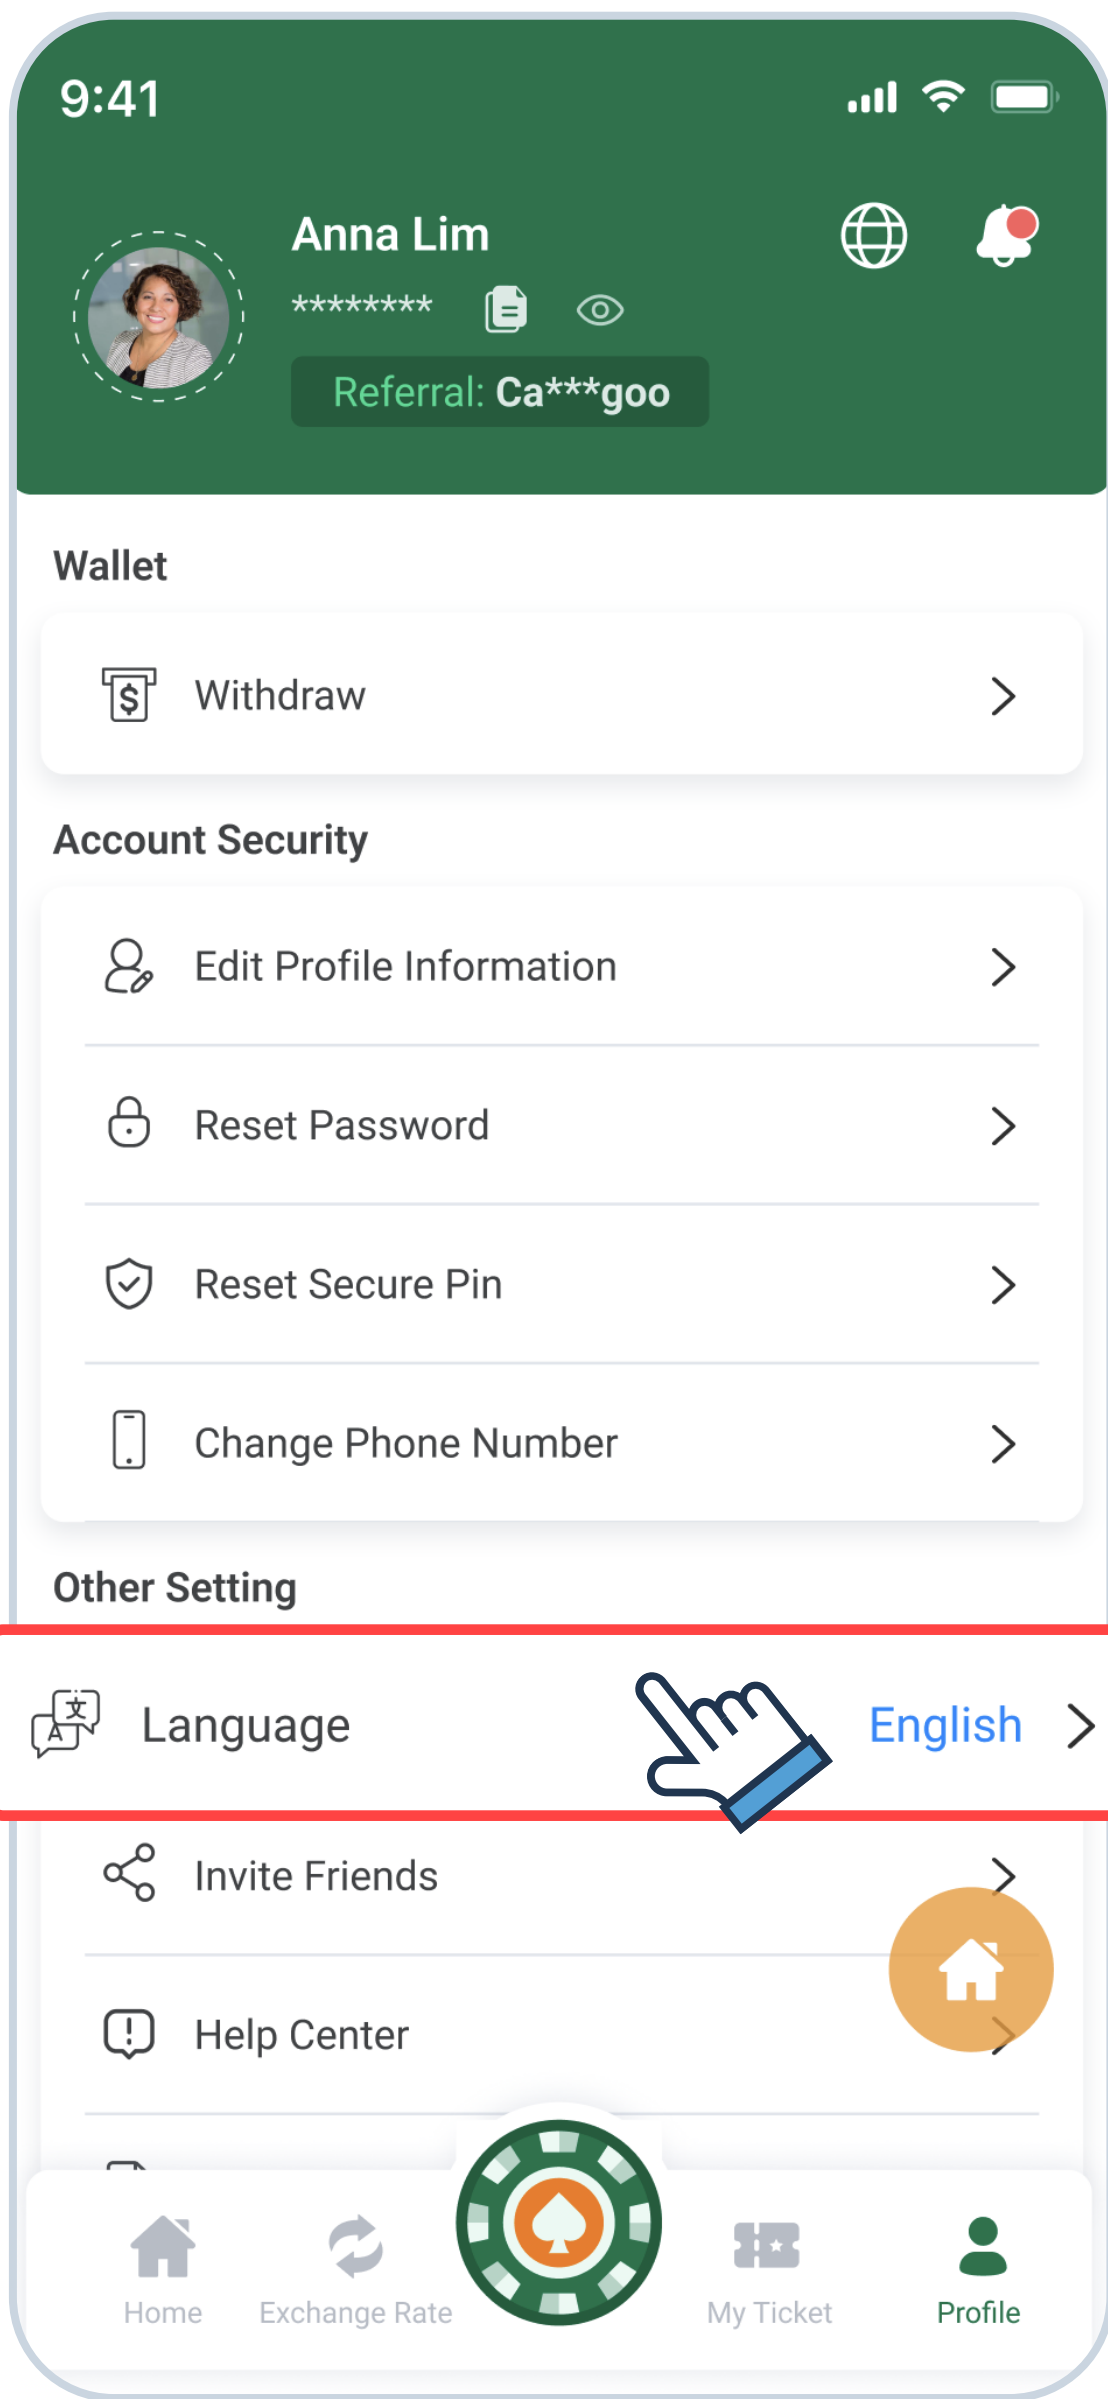 9:41
Anna Lim
********
Referral: Ca***goo
Wallet
Withdraw
Account Security
Edit Profile Information
Reset Password
Reset Secure Pin
Change Phone Number
Other Setting
Language English
Invite Friends
Help Center
Home Exchange Rate My Ticket Profile